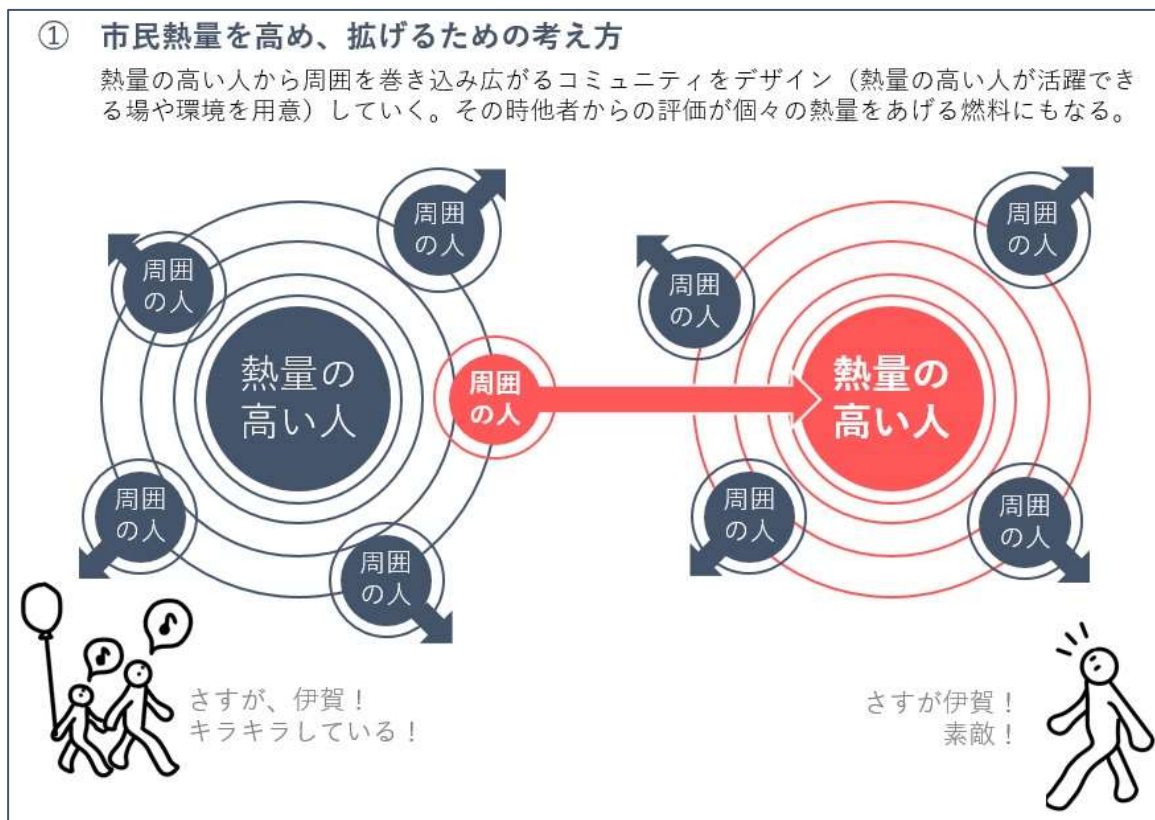 ① 市民熱量を高め、拡げるための考え方
熱量の高い人から周囲を巻き込み広がるコミュニティをデザイン（熱量の高い人が活躍でき
る場や環境を用意）していく。その時他者からの評価が個々の熱量をあげる燃料にもなる。
周囲
の人
周囲
の人
熱量の
高い人
周囲
の人
周囲
の人
周囲
の人
周囲
の人
周囲
の人
熱量の
高い人
周囲
の人
周囲
の人
さすが、伊賀！
キラキラしている！
さすが伊賀！
素敵！